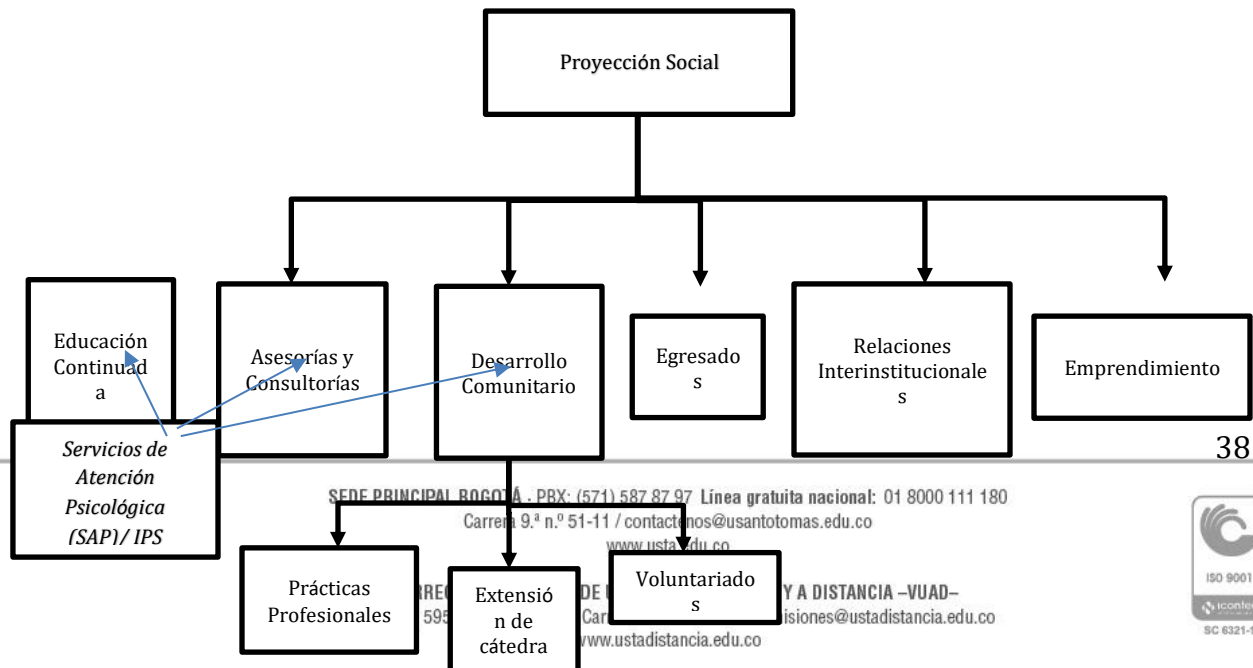 Proyección Social
Educación
Continuad
a
Asesorías y
Consultorías
Desarrollo
Comunitario
Egresado
s
Relaciones
Interinstitucionale
s
Emprendimiento
Servicios de
Atención
Psicológica
(SAP)/ IPS
38
SEDE PRINCIPAL BOGOTÁ · PBX: (571) 587 87 97 Línea gratuita nacional: 01 8000 111 180
Carrera 9.ª n.º 51-11 / contactenos@usantotomas.edu.co
www.usta.edu.co
Prácticas
Profesionales
Extensió
n de
cátedra
Voluntariado
s
DE
Y A DISTANCIA –VUAD–
595
www.ustadistancia.edu.co
ISO 9001
icontec